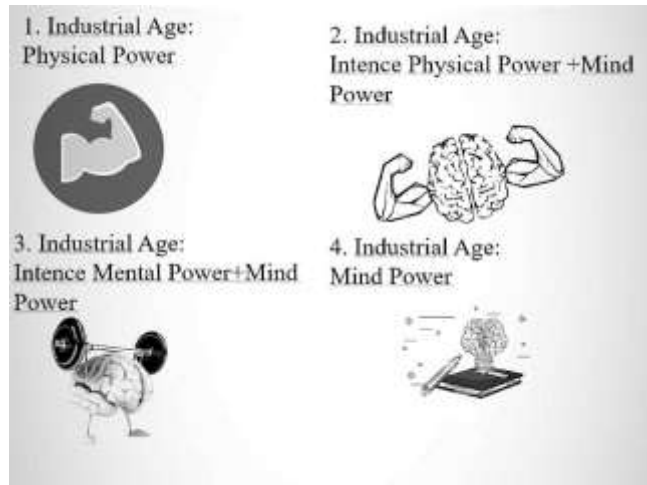 1. Industrial Age:
Physical Power
2. Industrial Age:
Intence Physical Power +Mind
Power
3. Industrial Age:
Intence Mental Power+Mind
Power
4. Industrial Age:
Mind Power